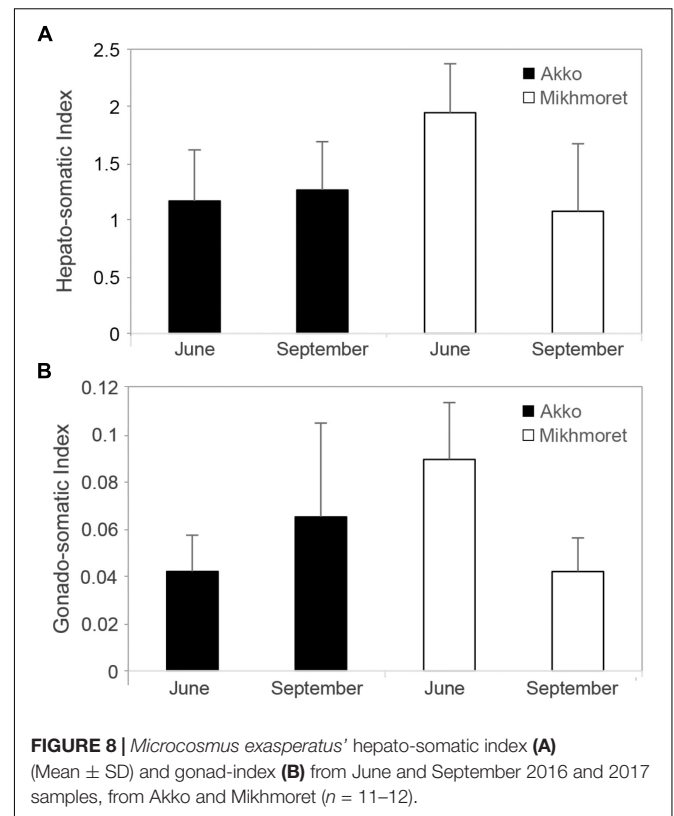 A
2.5
2
1.5
1
0.5
0
Hepato-somatic Index
Akko
Mikhmoret
June September June September
B
0.12
0.1
0.08
0.06
0.04
0.02
0
Gonado-somatic Index
Akko
Mikhmoret
June September June September
FIGURE 8 | Microcosmus exasperatus' hepato-somatic index (A)
(Mean ± SD) and gonad-index (B) from June and September 2016 and 2017
samples, from Akko and Mikhmoret (n = 11–12).